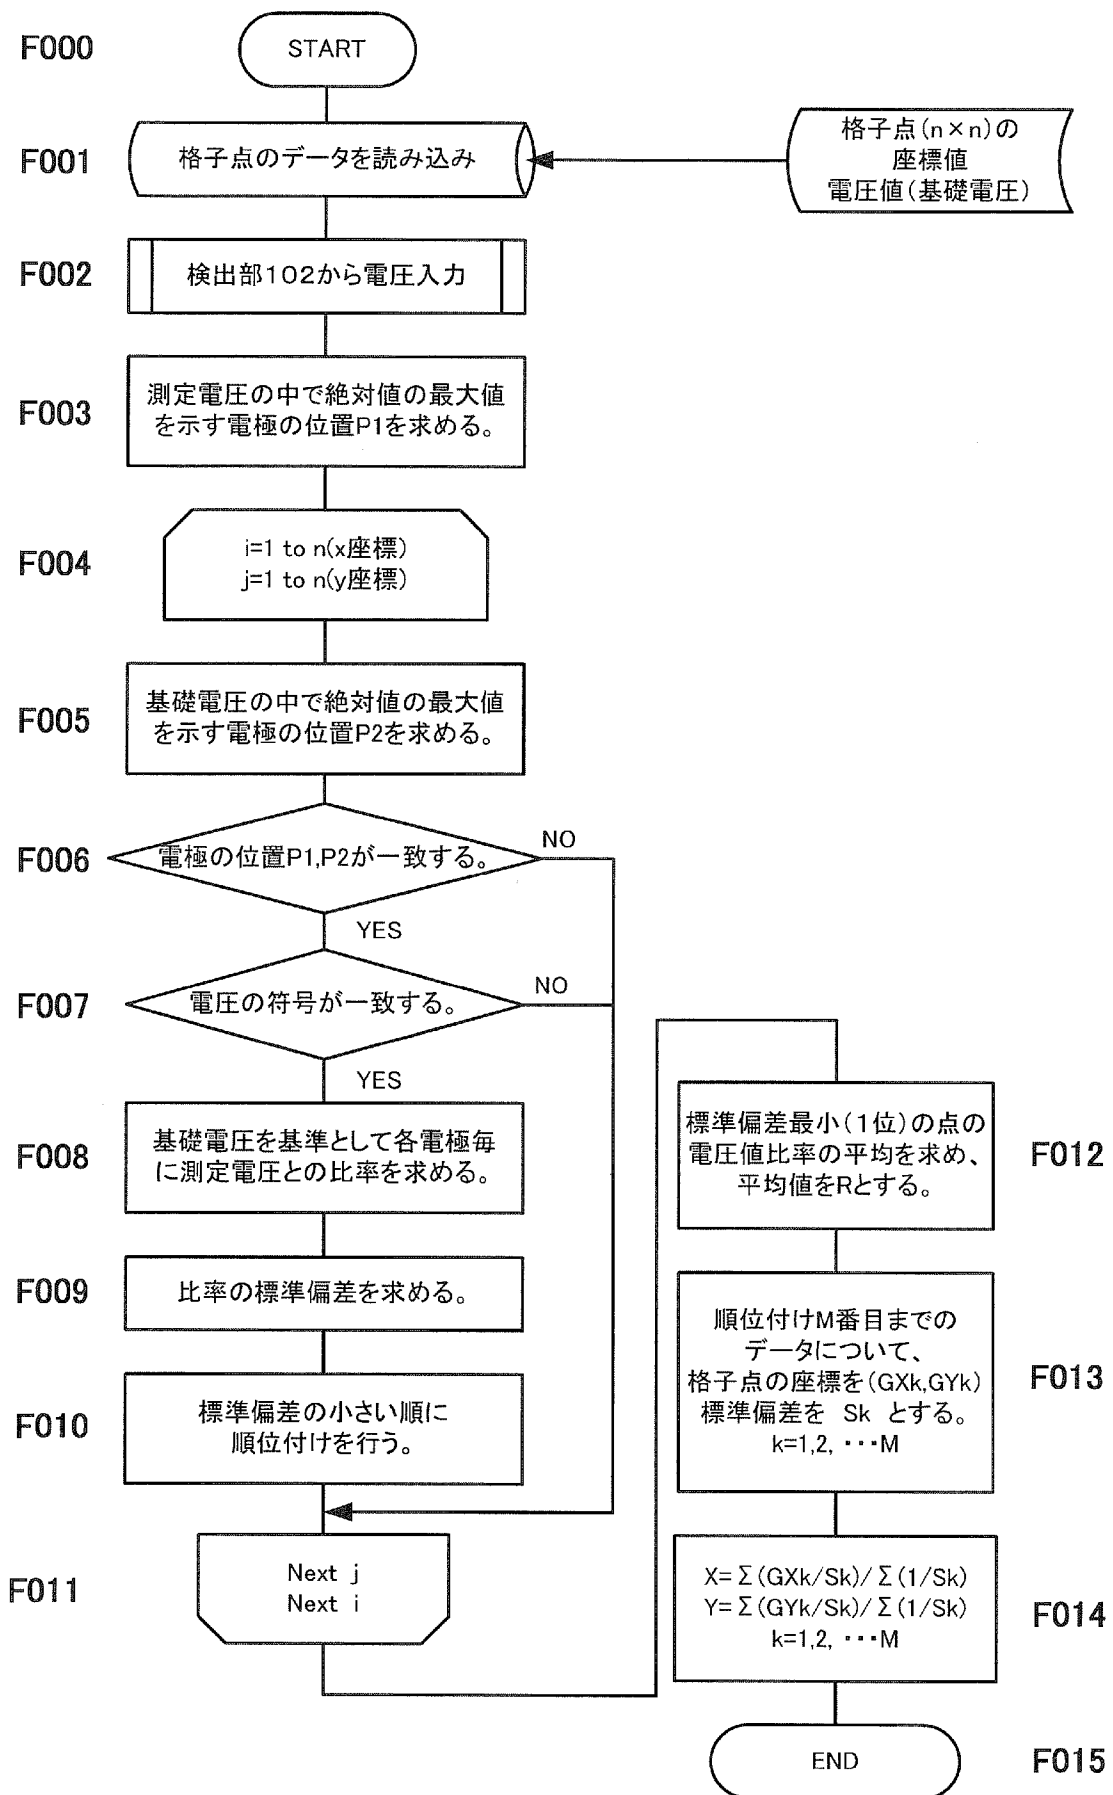 F000
START
F001
格子点のデータを読み込み
格子点(n×n)の
座標値
電圧値(基礎電圧)
F002
検出部102から電圧入力
F003
測定電圧の中で絶対値の最大値
を示す電極の位置P1を求める。
F004
i=1 to n(x座標)
j=1 to n(y座標)
F005
基礎電圧の中で絶対値の最大値
を示す電極の位置P2を求める。
F006
電極の位置P1,P2が一致する。
NO
YES
F007
電圧の符号が一致する。
NO
YES
F008
基礎電圧を基準として各電極毎
に測定電圧との比率を求める。
F009
比率の標準偏差を求める。
F010
標準偏差の小さい順に
順位付けを行う。
F011
Next j
Next i
標準偏差最小(1位)の点の
電圧値比率の平均を求め、
平均値をRとする。
F012
順位付けM番目までの
データについて、
格子点の座標を(GXk,GYk)
標準偏差を Sk とする。
k=1,2, ・・・M
F013
X=Σ(GXk/Sk)/Σ(1/Sk)
Y=Σ(GYk/Sk)/Σ(1/Sk)
k=1,2, ・・・M
F014
END
F015